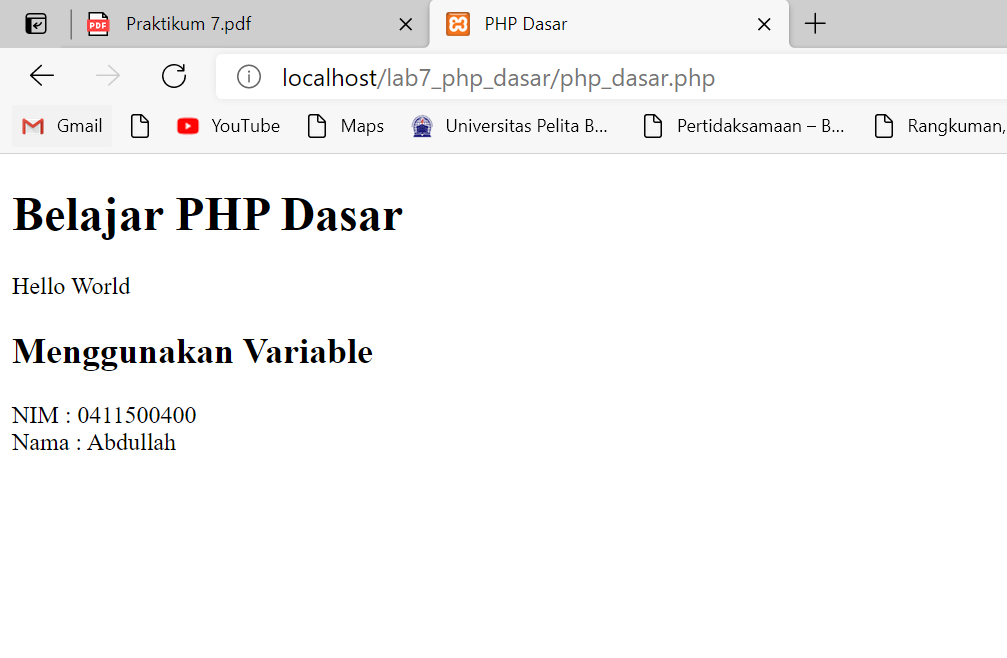 Praktikum 7.pdf
PHP Dasar
localhost/lab7_php_dasar/php_dasar.php
Gmail YouTube Maps Universitas Pelita B... Pertidaksamaan – B... Rangkuman,
Belajar PHP Dasar
Hello World
Menggunakan Variable
NIM : 0411500400
Nama : Abdullah